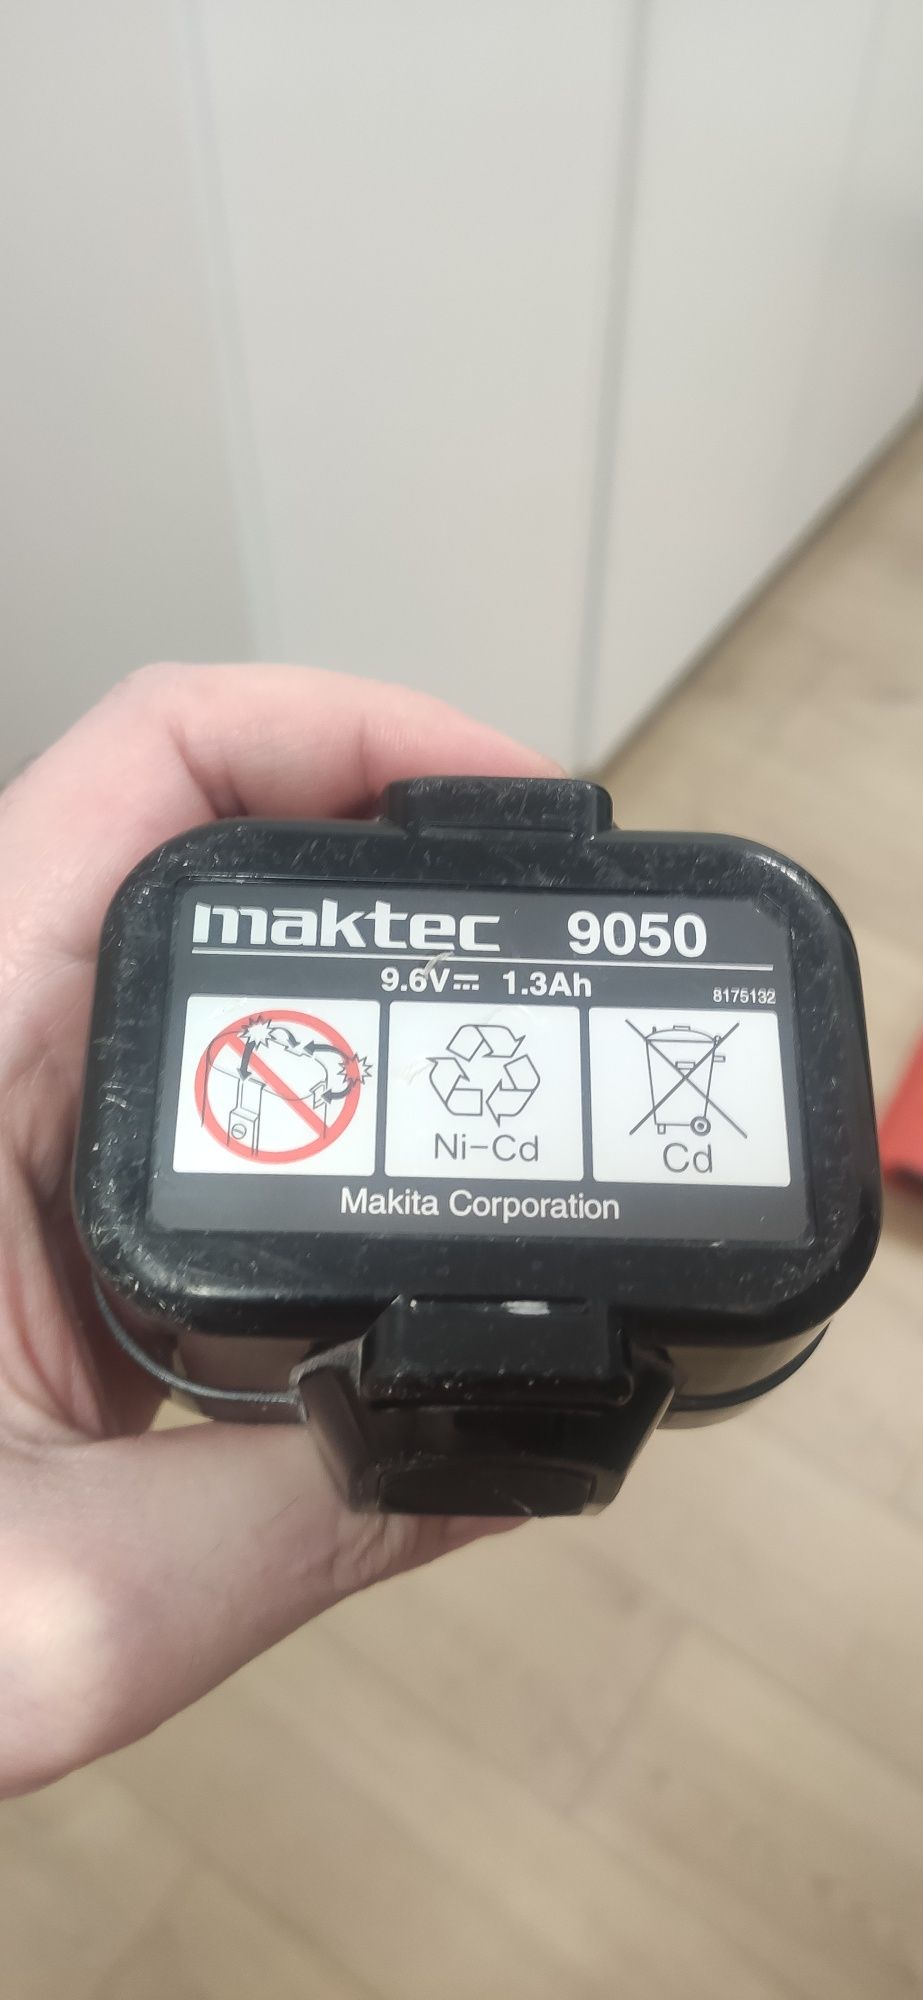 maktec 9050
9.6V⎓ 1.3Ah
8175132
Ni-Cd
Cd
Makita Corporation